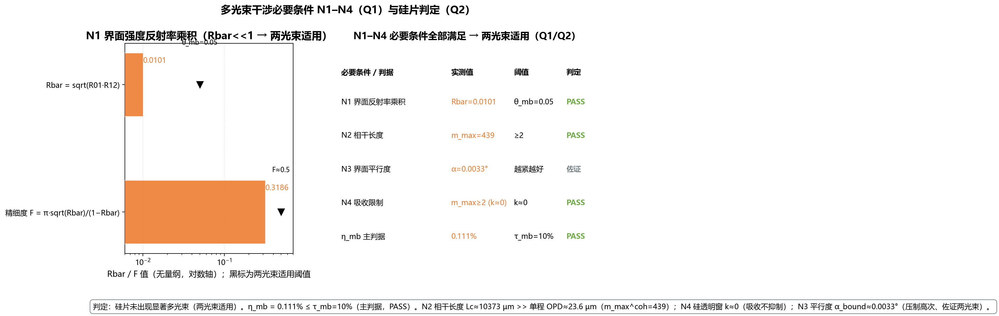 多光束干涉必要条件 N1–N4（Q1）与硅片判定（Q2）
N1 界面强度反射率乘积（Rbar<<1 → 两光束适用）
θ_mb=0.05
0.0101
Rbar = sqrt(R01·R12)
F≈0.5
0.3186
精细度 F = π·sqrt(Rbar)/(1−Rbar)
10⁻² 10⁻¹
Rbar / F 值（无量纲，对数轴）；黑标为两光束适用阈值
N1–N4 必要条件全部满足 → 两光束适用（Q1/Q2）
必要条件 / 判据 实测值 阈值 判定
N1 界面反射率乘积 Rbar=0.0101 θ_mb=0.05 PASS
N2 相干长度 m_max=439 ≥2 PASS
N3 界面平行度 α=0.0033° 越紧越好 佐证
N4 吸收限制 m_max≥2 (k≈0) k≈0 PASS
η_mb 主判据 0.111% τ_mb=10% PASS
判定：硅片未出现显著多光束（两光束适用）。η_mb = 0.111% ≤ τ_mb=10%（主判据，PASS）。N2 相干长度 Lc≈10373 μm >> 单程 OPD≈23.6 μm（m_max^coh=439）；N4 硅透明窗 k≈0（吸收不抑制）；N3 平行度 α_bound≈0.0033°（压制高次、佐证两光束）。